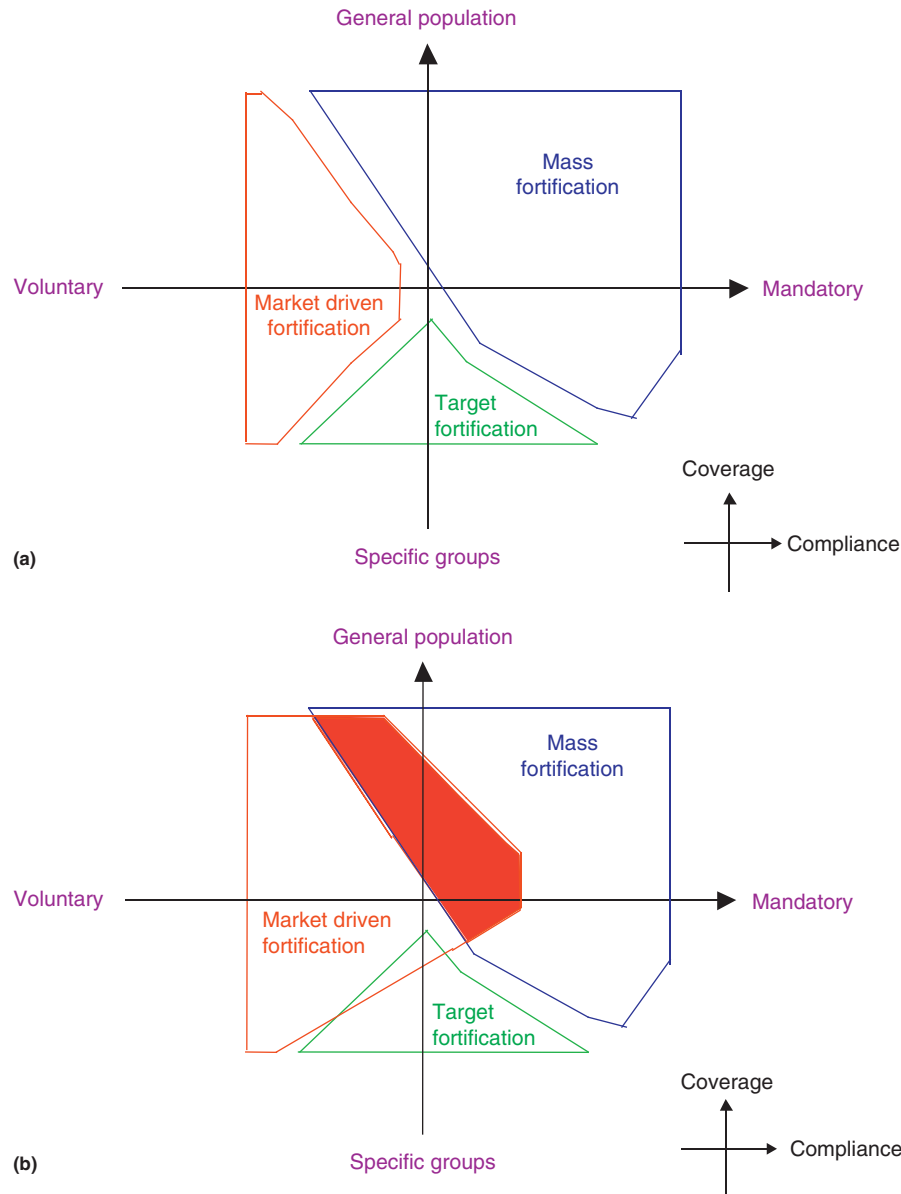 General population
Mass
fortification
Voluntary
Mandatory
Market driven
fortification
Target
fortification
Coverage
Compliance
Specific groups
(a)
General population
Mass
fortification
Voluntary
Mandatory
Market driven
fortification
Target
fortification
Coverage
Compliance
Specific groups
(b)